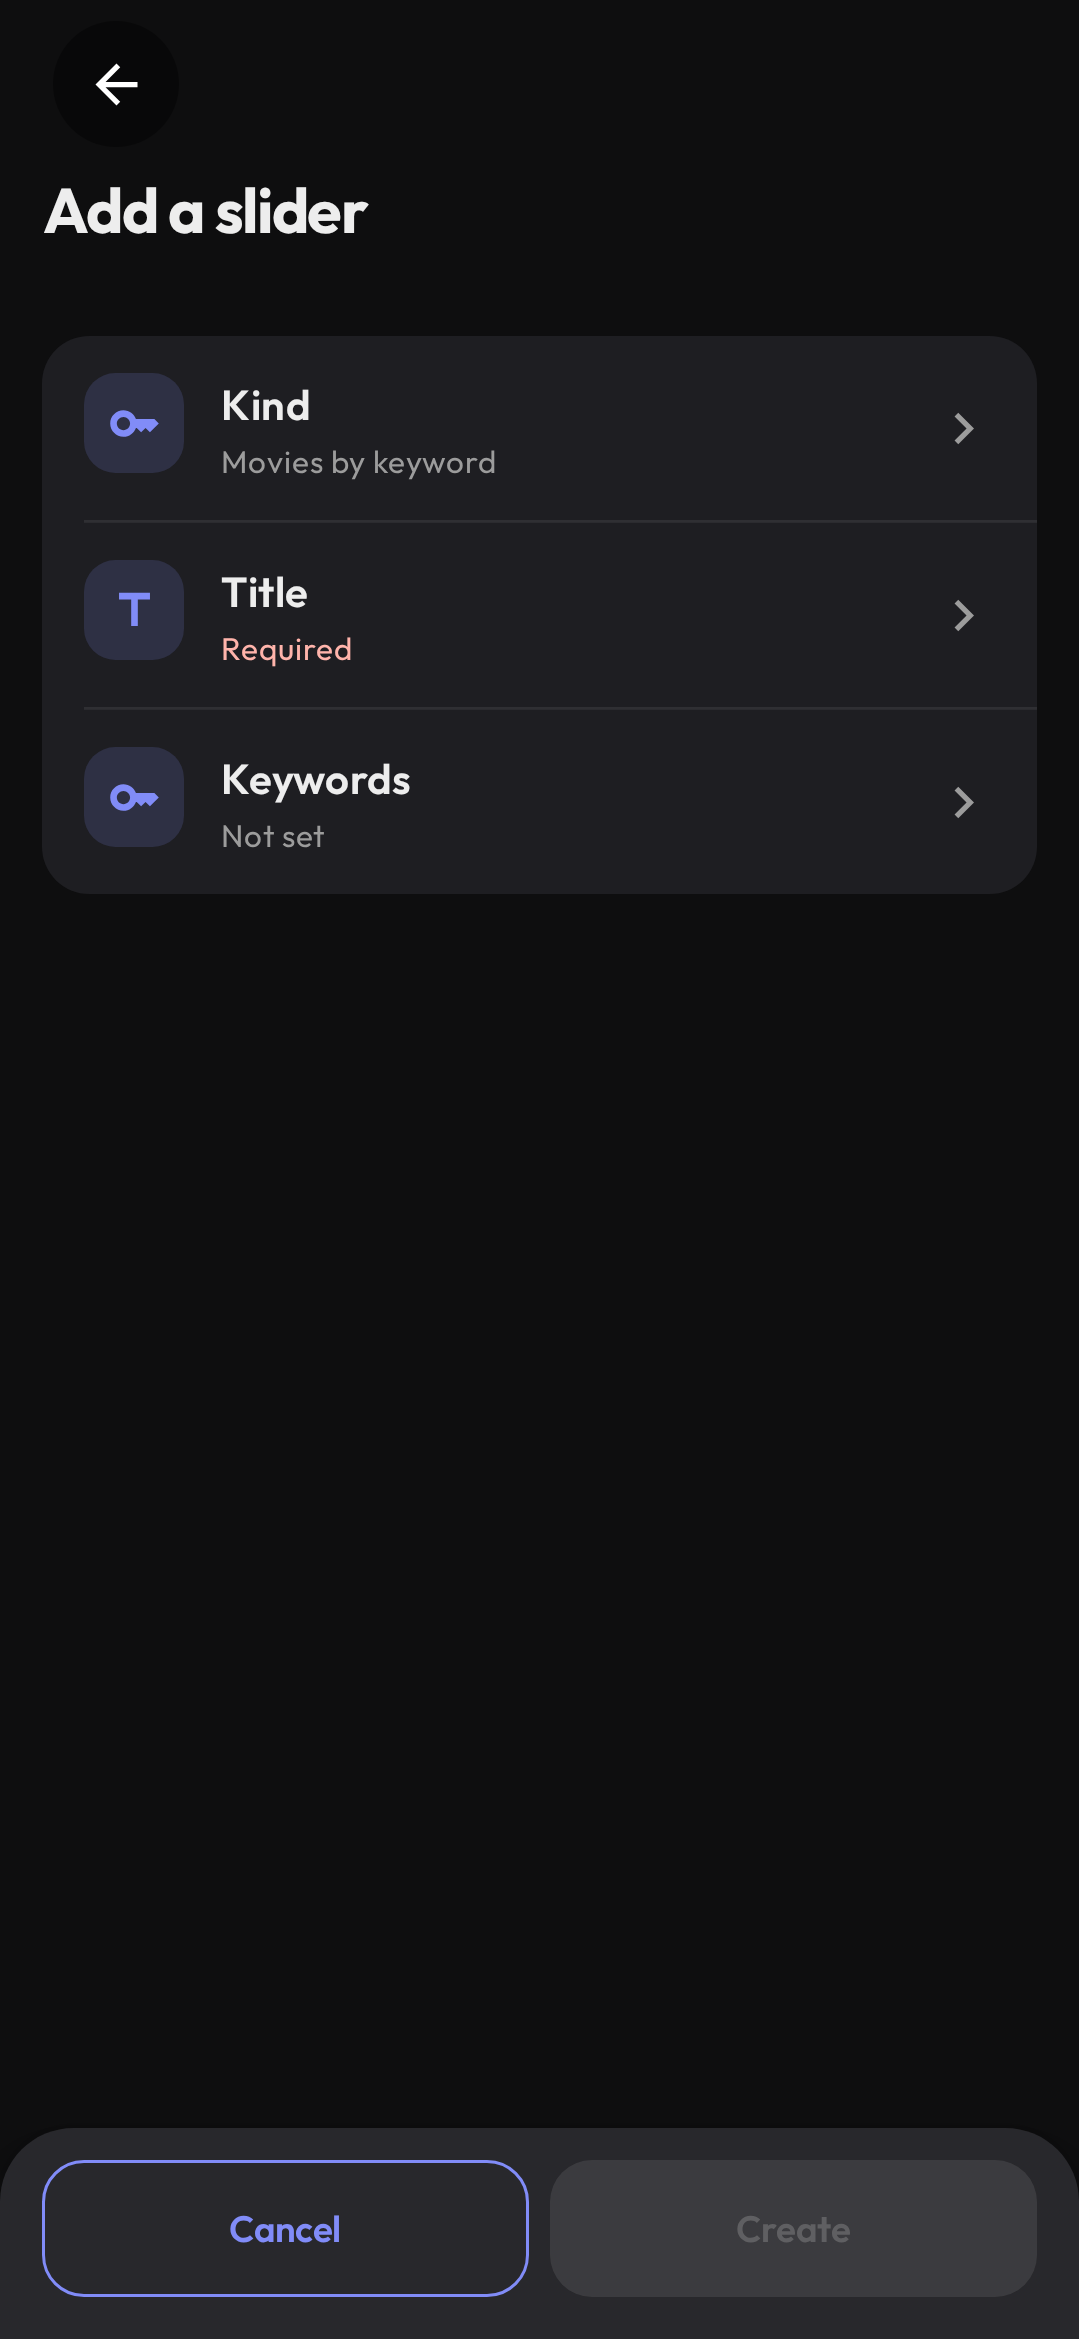 Add a slider
Kind
Movies by keyword
Title
Required
Keywords
Not set
Cancel
Create